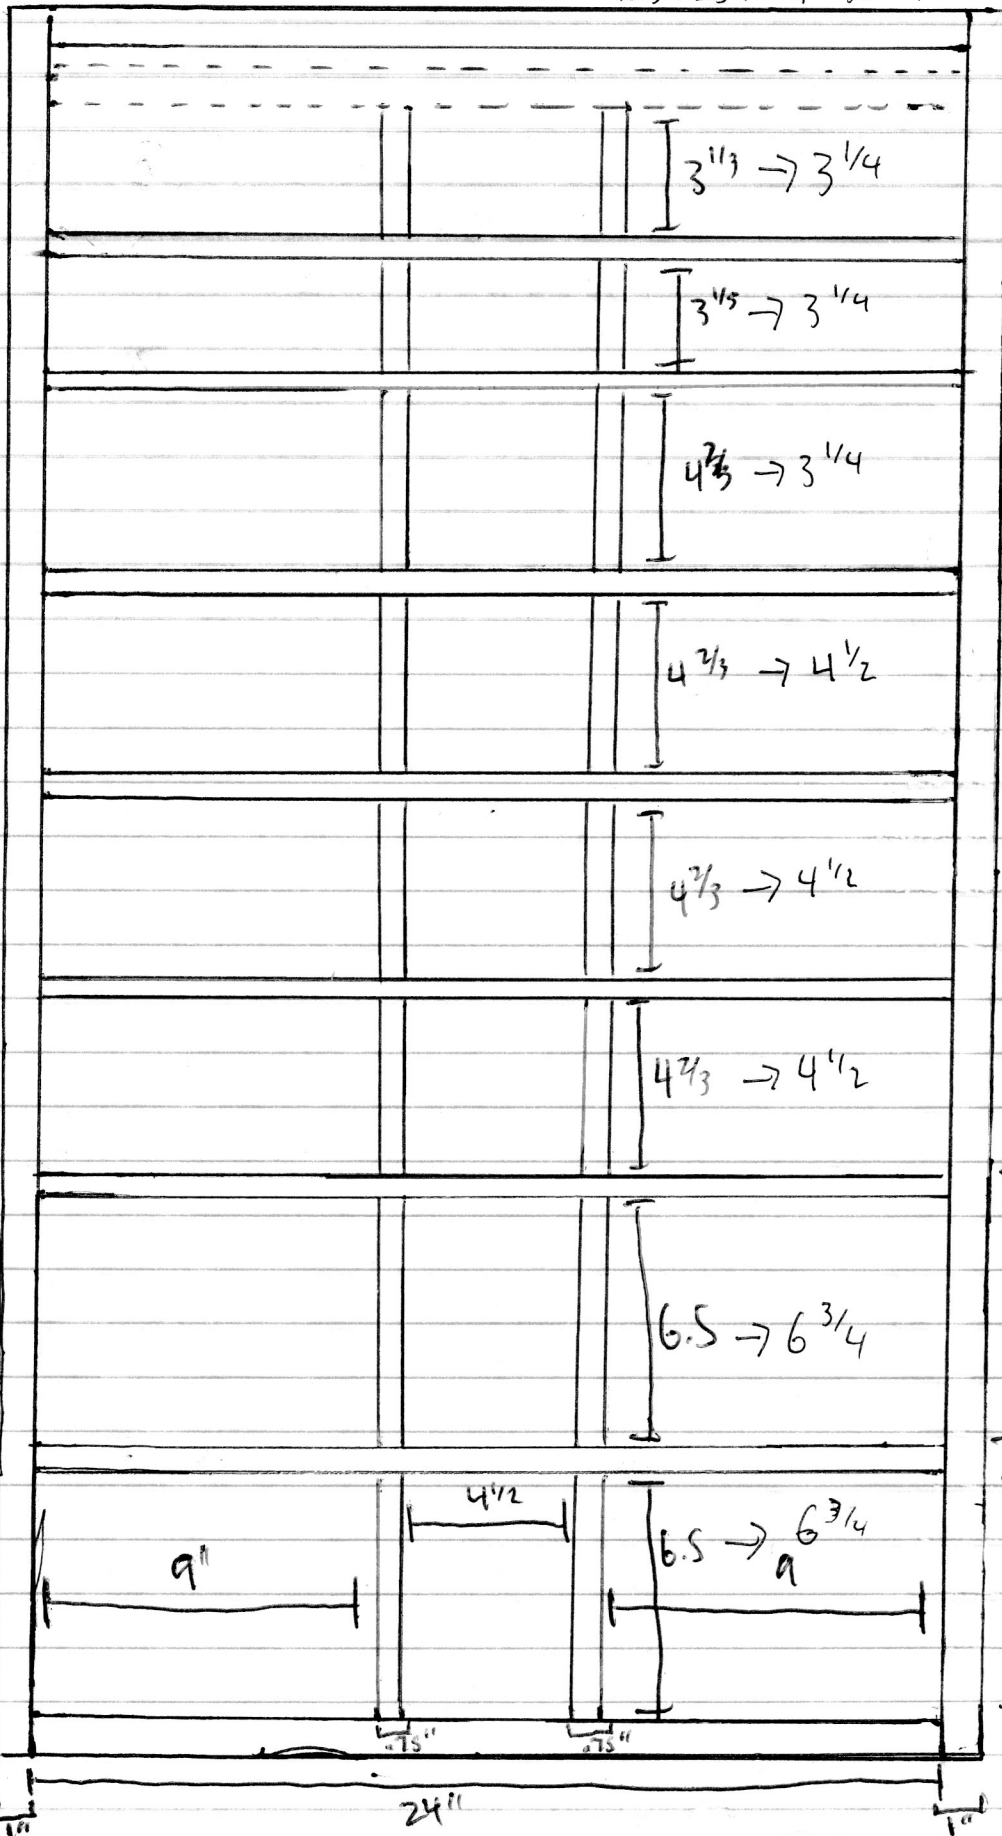 3 1/3 → 3 1/4
3 1/5 → 3 1/4
4 2/3 → 3 1/4
4 2/3 → 4 1/2
4 2/3 → 4 1/2
4 2/3 → 4 1/2
6.5 → 6 3/4
4 1/2
6.5 → 6 3/4
9" 9
.75" .75"
24"
1" 1"